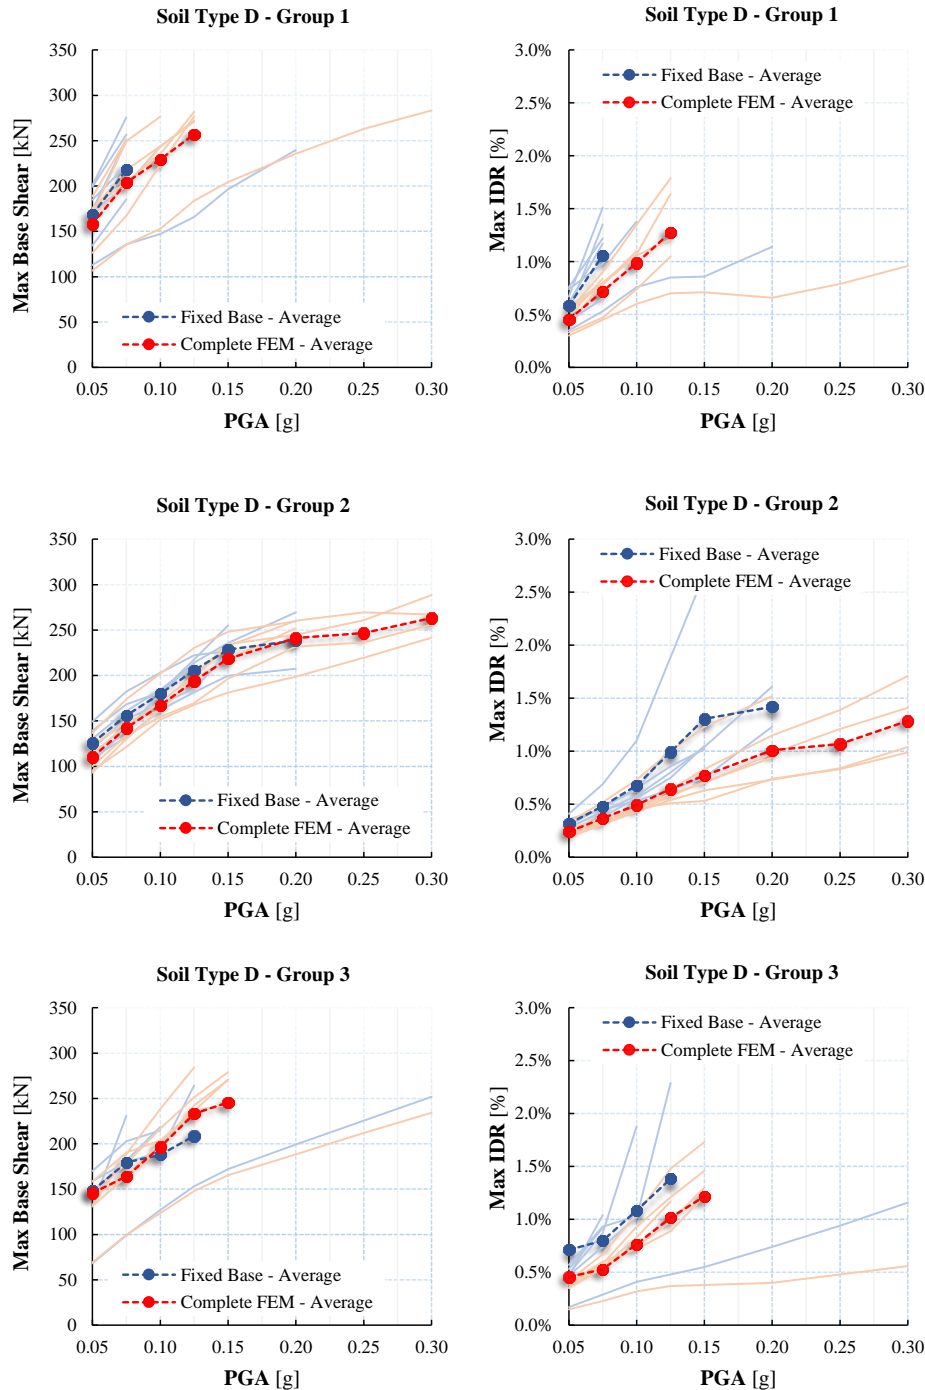 Soil Type D - Group 1
Max Base Shear [kN]
350
300
250
200
150
100
50
0
Fixed Base - Average
Complete FEM - Average
0.05 0.10 0.15 0.20 0.25 0.30
PGA [g]
Soil Type D - Group 1
Max IDR [%]
3.0%
2.5%
2.0%
1.5%
1.0%
0.5%
0.0%
Fixed Base - Average
Complete FEM - Average
0.05 0.10 0.15 0.20 0.25 0.30
PGA [g]
Soil Type D - Group 2
Max Base Shear [kN]
350
300
250
200
150
100
50
0
Fixed Base - Average
Complete FEM - Average
0.05 0.10 0.15 0.20 0.25 0.30
PGA [g]
Soil Type D - Group 2
Max IDR [%]
3.0%
2.5%
2.0%
1.5%
1.0%
0.5%
0.0%
Fixed Base - Average
Complete FEM - Average
0.05 0.10 0.15 0.20 0.25 0.30
PGA [g]
Soil Type D - Group 3
Max Base Shear [kN]
350
300
250
200
150
100
50
0
Fixed Base - Average
Complete FEM - Average
0.05 0.10 0.15 0.20 0.25 0.30
PGA [g]
Soil Type D - Group 3
Max IDR [%]
3.0%
2.5%
2.0%
1.5%
1.0%
0.5%
0.0%
Fixed Base - Average
Complete FEM - Average
0.05 0.10 0.15 0.20 0.25 0.30
PGA [g]